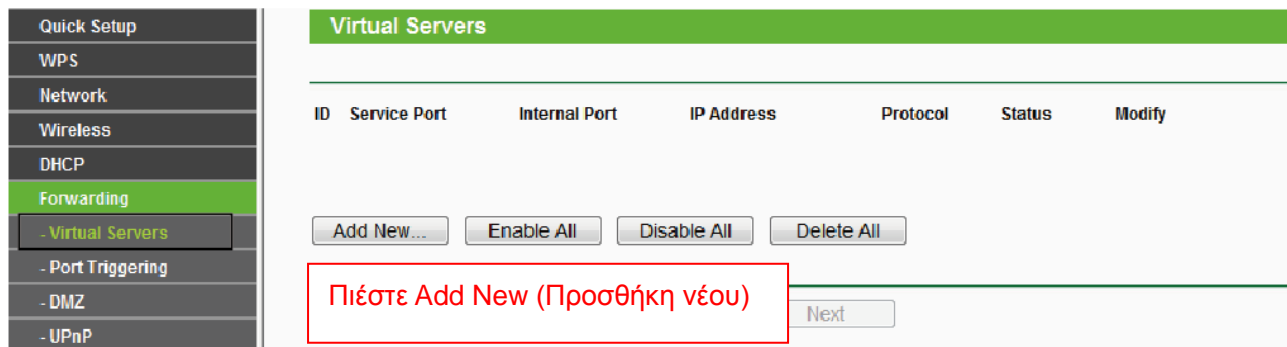 Quick Setup
WPS
Network
Wireless
DHCP
Forwarding
- Virtual Servers
- Port Triggering
- DMZ
- UPnP
Virtual Servers
ID Service Port Internal Port IP Address Protocol Status Modify
Add New... Enable All Disable All Delete All
Πιέστε Add New (Προσθήκη νέου)
Next